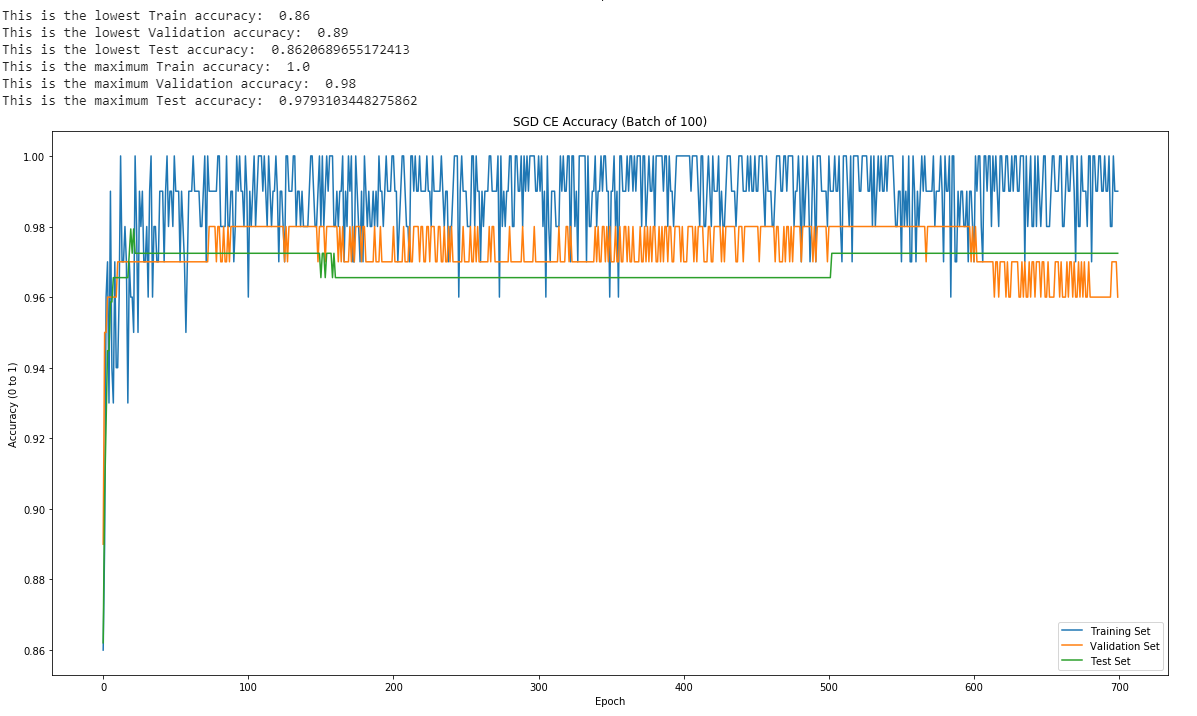 This is the lowest Train accuracy:  0.86
This is the lowest Validation accuracy:  0.89
This is the lowest Test accuracy:  0.8620689655172413
This is the maximum Train accuracy:  1.0
This is the maximum Validation accuracy:  0.98
This is the maximum Test accuracy:  0.9793103448275862
SGD CE Accuracy (Batch of 100)
1.00
0.98
0.96
0.94
0.92
0.90
0.88
0.86
Accuracy (0 to 1)
0 100 200 300 400 500 600 700
Epoch
Training Set
Validation Set
Test Set